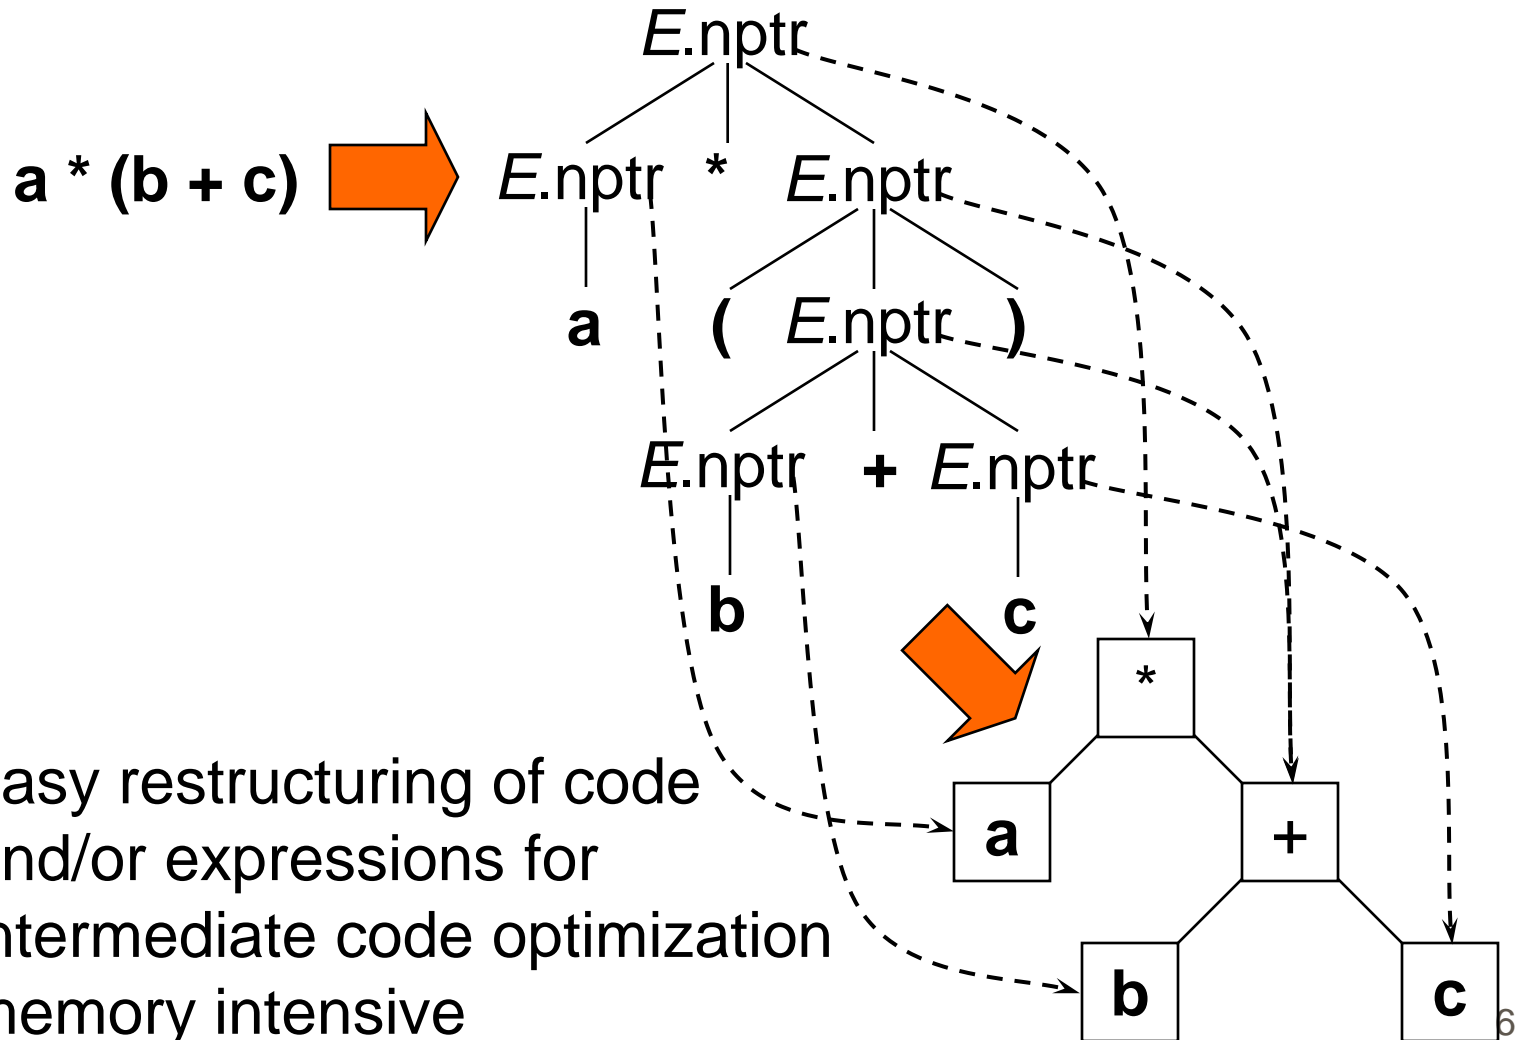 E.nptr
a * (b + c)
E.nptr * E.nptr
a ( E.nptr )
E.nptr + E.nptr
b c
*
asy restructuring of code
a +
nd/or expressions for
ntermediate code optimization
b c
emory intensive
6